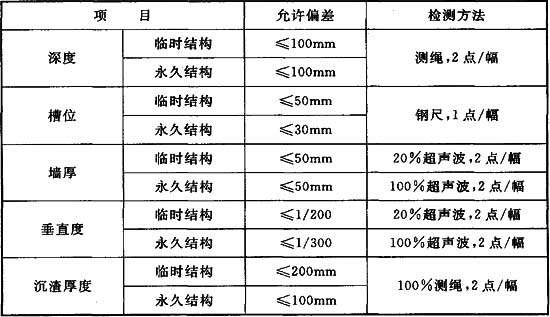 项 目 允许偏差 检测方法
深度 临时结构 ≤100mm 测绳,2点/幅
永久结构 ≤100mm
槽位 临时结构 ≤50mm 钢尺,1点/幅
永久结构 ≤30mm
墙厚 临时结构 ≤50mm 20%超声波,2点/幅
永久结构 ≤50mm 100%超声波,2点/幅
垂直度 临时结构 ≤1/200 20%超声波,2点/幅
永久结构 ≤1/300 100%超声波,2点/幅
沉渣厚度 临时结构 ≤200mm 100%测绳,2点/幅
永久结构 ≤100mm